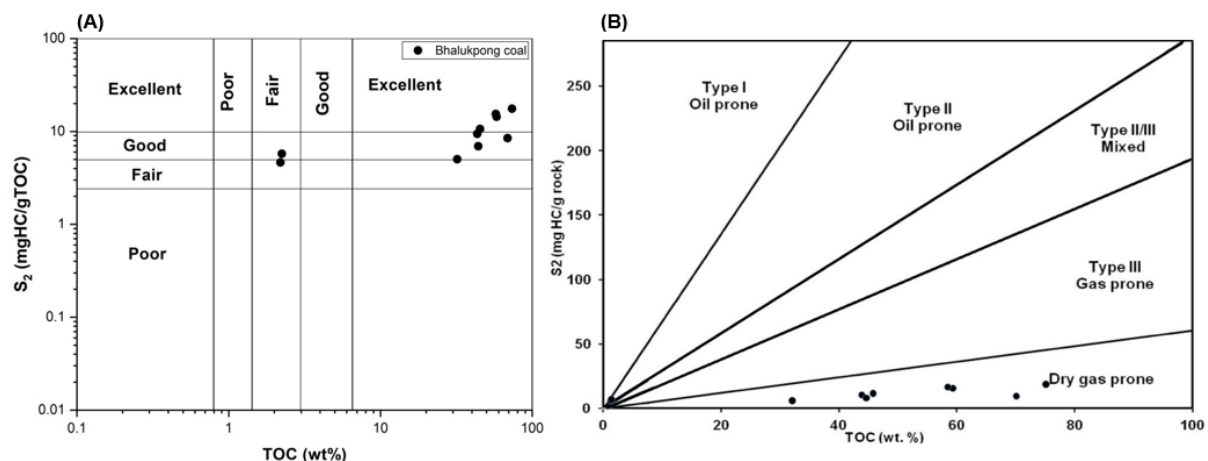 (A)
100
10
1
0.1
0.01
S₂ (mgHC/gTOC)
Excellent
Good
Fair
Poor
Poor
Fair
Good
Excellent
Bhalukpong coal
0.1
1
10
100
TOC (wt%)
(B)
250
200
150
100
50
0
S2 (mg HC/g rock)
Type I
Oil prone
Type II
Oil prone
Type II/III
Mixed
Type III
Gas prone
Dry gas prone
0
20
40
60
80
100
TOC (wt. %)